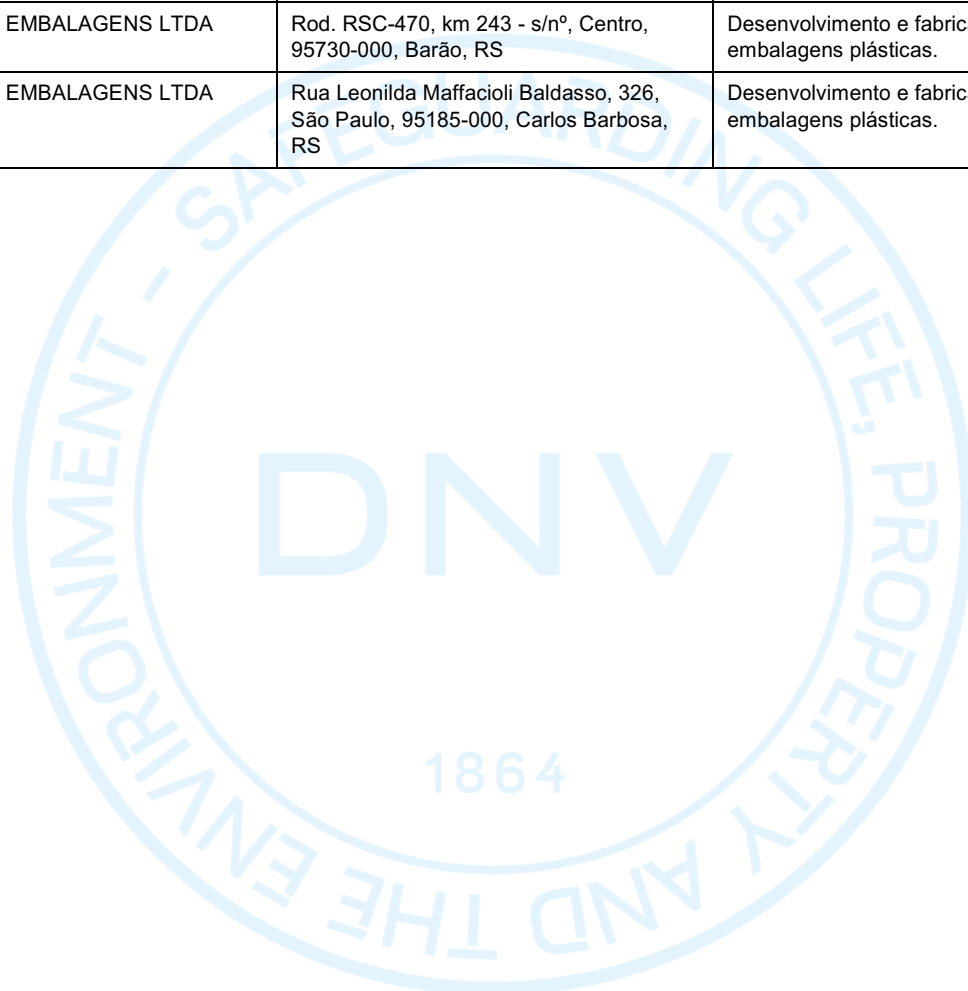 EMBALAGENS LTDA
Rod. RSC-470, km 243 - s/nº, Centro,
95730-000, Barão, RS
Desenvolvimento e
embalagens plásticas.
EMBALAGENS LTDA
Rua Leonilda Maffacioli Baldasso, 326,
São Paulo, 95185-000, Carlos Barbosa,
RS
Desenvolvimento e
embalagens plásticas.
SAFEGUARDING LIFE, PROPERTY AND THE ENVIRONMENT -
DNV
1864